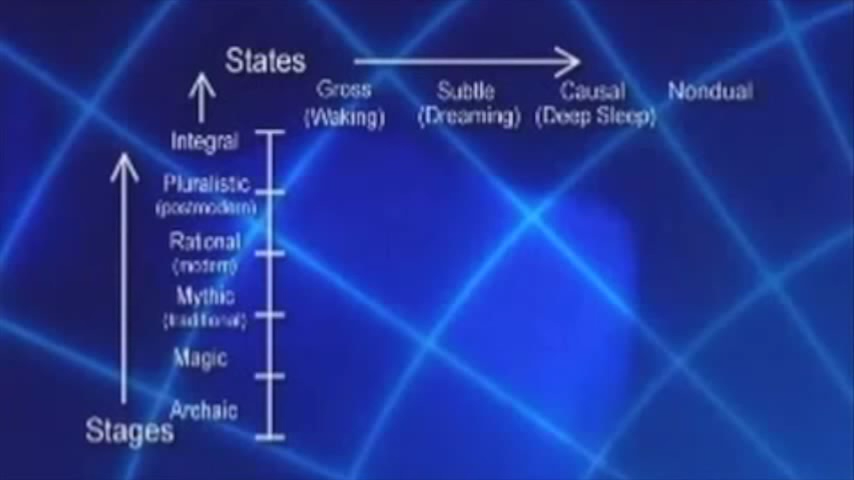 States
Gross
Subtle
Causal
Nondual
(Waking)
(Dreaming)
(Deep Sleep)
Integral
Pluralistic
(postmodern)
Rational
(modern)
Mythic
(traditional)
Magic
Archaic
Stages